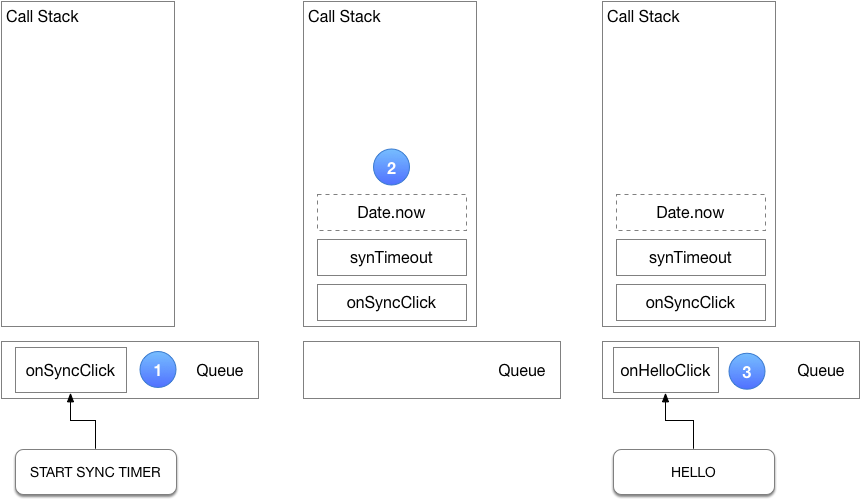 Call Stack
Call Stack
Call Stack
2
Date.now
Date.now
synTimeout
synTimeout
onSyncClick
onSyncClick
onSyncClick
1
Queue
Queue
onHelloClick
3
Queue
START SYNC TIMER
HELLO